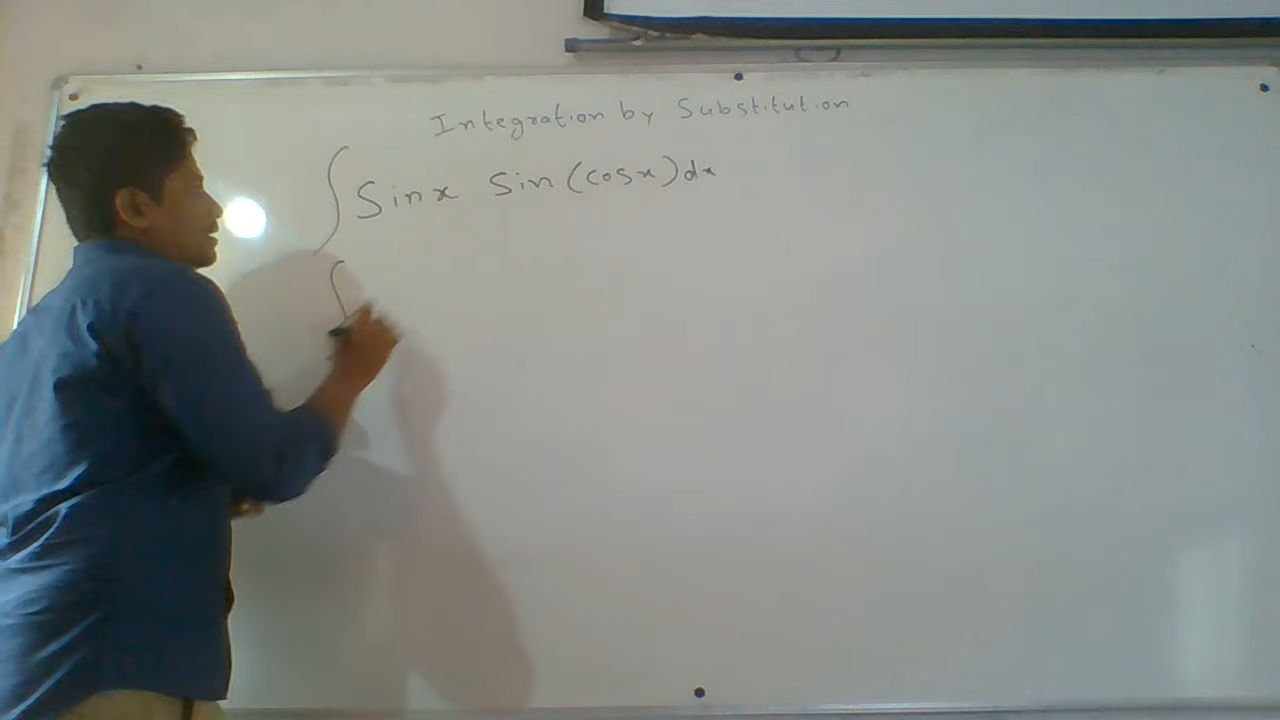 Integration by Substitution
∫ Sinx Sin(cosx)dx
∫